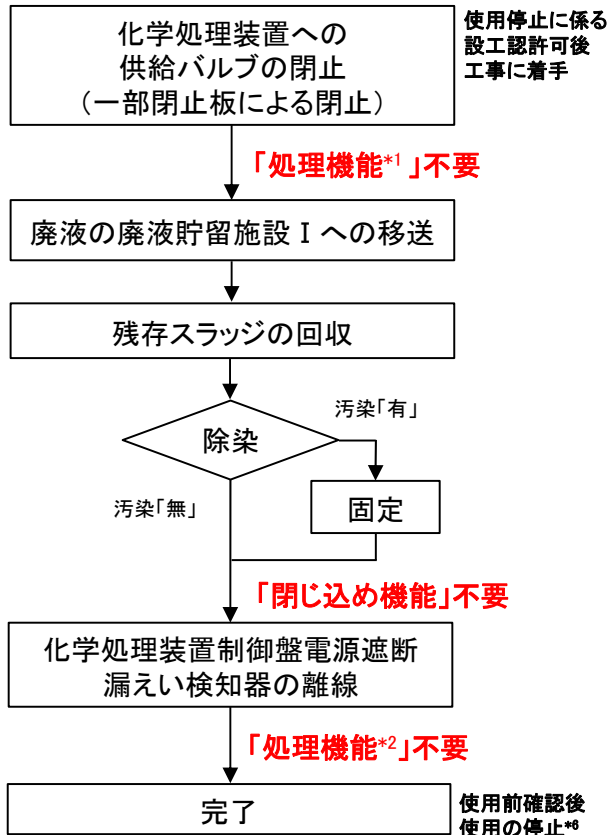 化学処理装置への
供給バルブの閉止
（一部閉止板による閉止）
使用停止に係る
設工認許可後
工事に着手
「処理機能*1」不要
廃液の廃液貯留施設Ⅰへの移送
残存スラッジの回収
除染
汚染「有」
汚染「無」
固定
「閉じ込め機能」不要
化学処理装置制御盤電源遮断
漏えい検知器の離線
「処理機能*2」不要
完了
使用前確認後
使用の停止*6